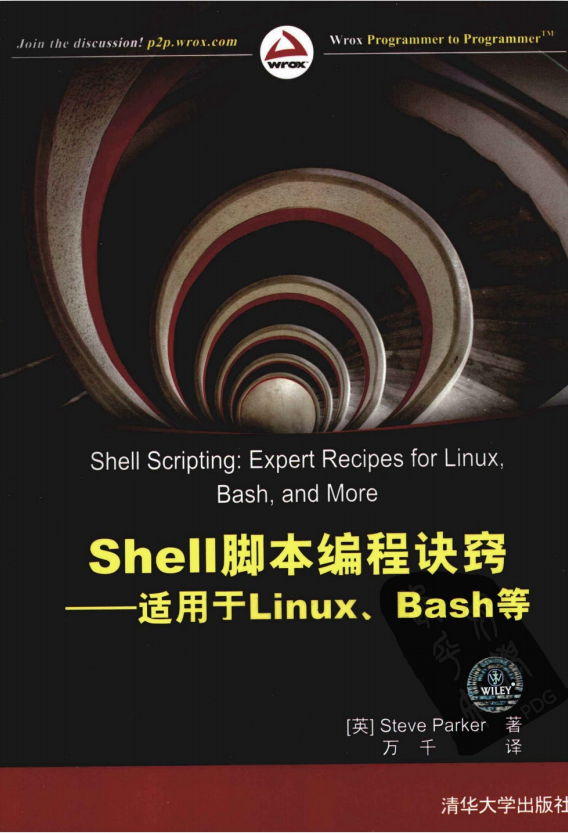 Join the discussion! p2p.wrox.com
Wrox Programmer to Programmer™
wrox
Shell Scripting: Expert Recipes for Linux,
Bash, and More
Shell脚本编程诀窍
——适用于Linux、Bash等
WILEY
PDG
[英] Steve Parker 著
万 千 译
清华大学出版社